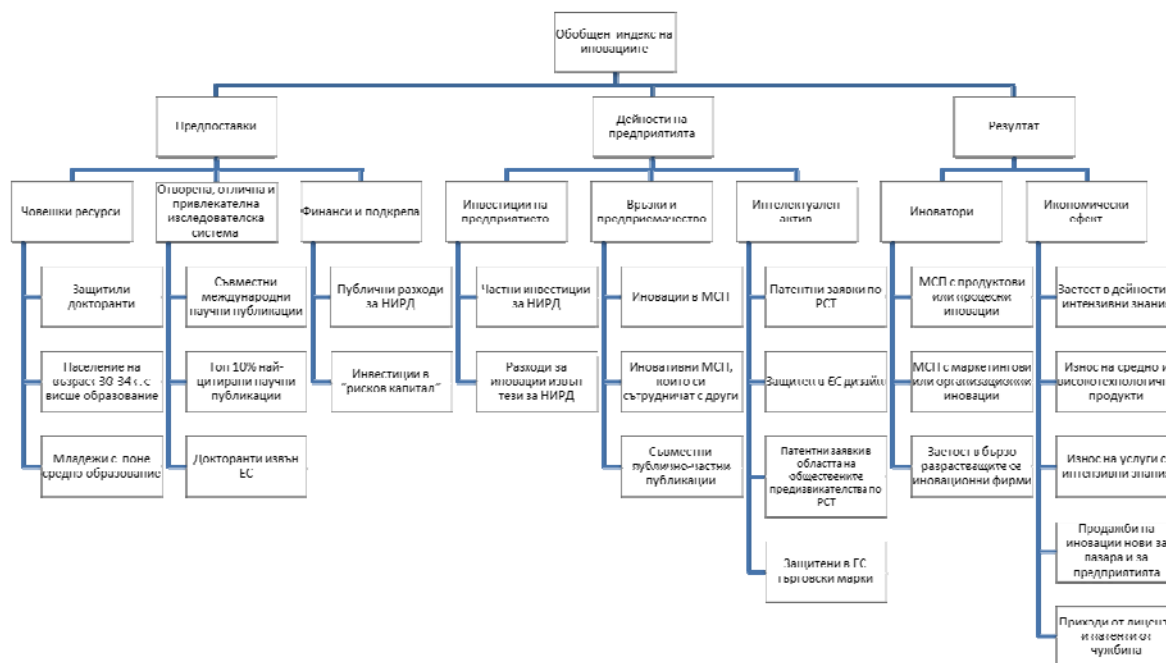 Обобщен индекс на
иновациите
Предпоставки
Дейности на
предприятията
Резултат
Човешки ресурси
Отворена, отлична и
привлекателна
изследователска
система
Финанси и подкрепа
Инвестиции на
предприятието
Връзки и
предприемачество
Интелектуален
актив
Иноватори
Икономически
ефект
Защитили
докторанти
Съвместни
международни
научни публикации
Публични разходи
за НИРД
Частни инвестиции
за НИРД
Иновации в МСП
Патентни заявки по
РСТ
МСП с продуктови
или процесни
иновации
Заетост в дейности
интензивни знания
Население на
възраст 30-34 г. с
висше образование
Топ 10% най-
цитирани научни
публикации
Инвестиции в
"рисков капитал"
Разходи за
иновации извън
тези за НИРД
Иновативни МСП,
които си
сътрудничат с други
Защитен в ЕС дизайн
МСП с маркетингови
или организационни
иновации
Износ на средно и
високотехнологични
продукти
Младежи с поне
средно образование
Докторанти извън
ЕС
Съвместни
публично-частни
публикации
Патентни заявки в
областта на
обществените
предизвикателства по
РСТ
Заетост в бързо
разрастващите се
иновационни фирми
Износ на услуги с
интензивни знания
Защитени в ЕС
търговски марки
Продажби на
иновации нови за
пазара и за
предприятията
Приходи от
и патенти от
чужбина